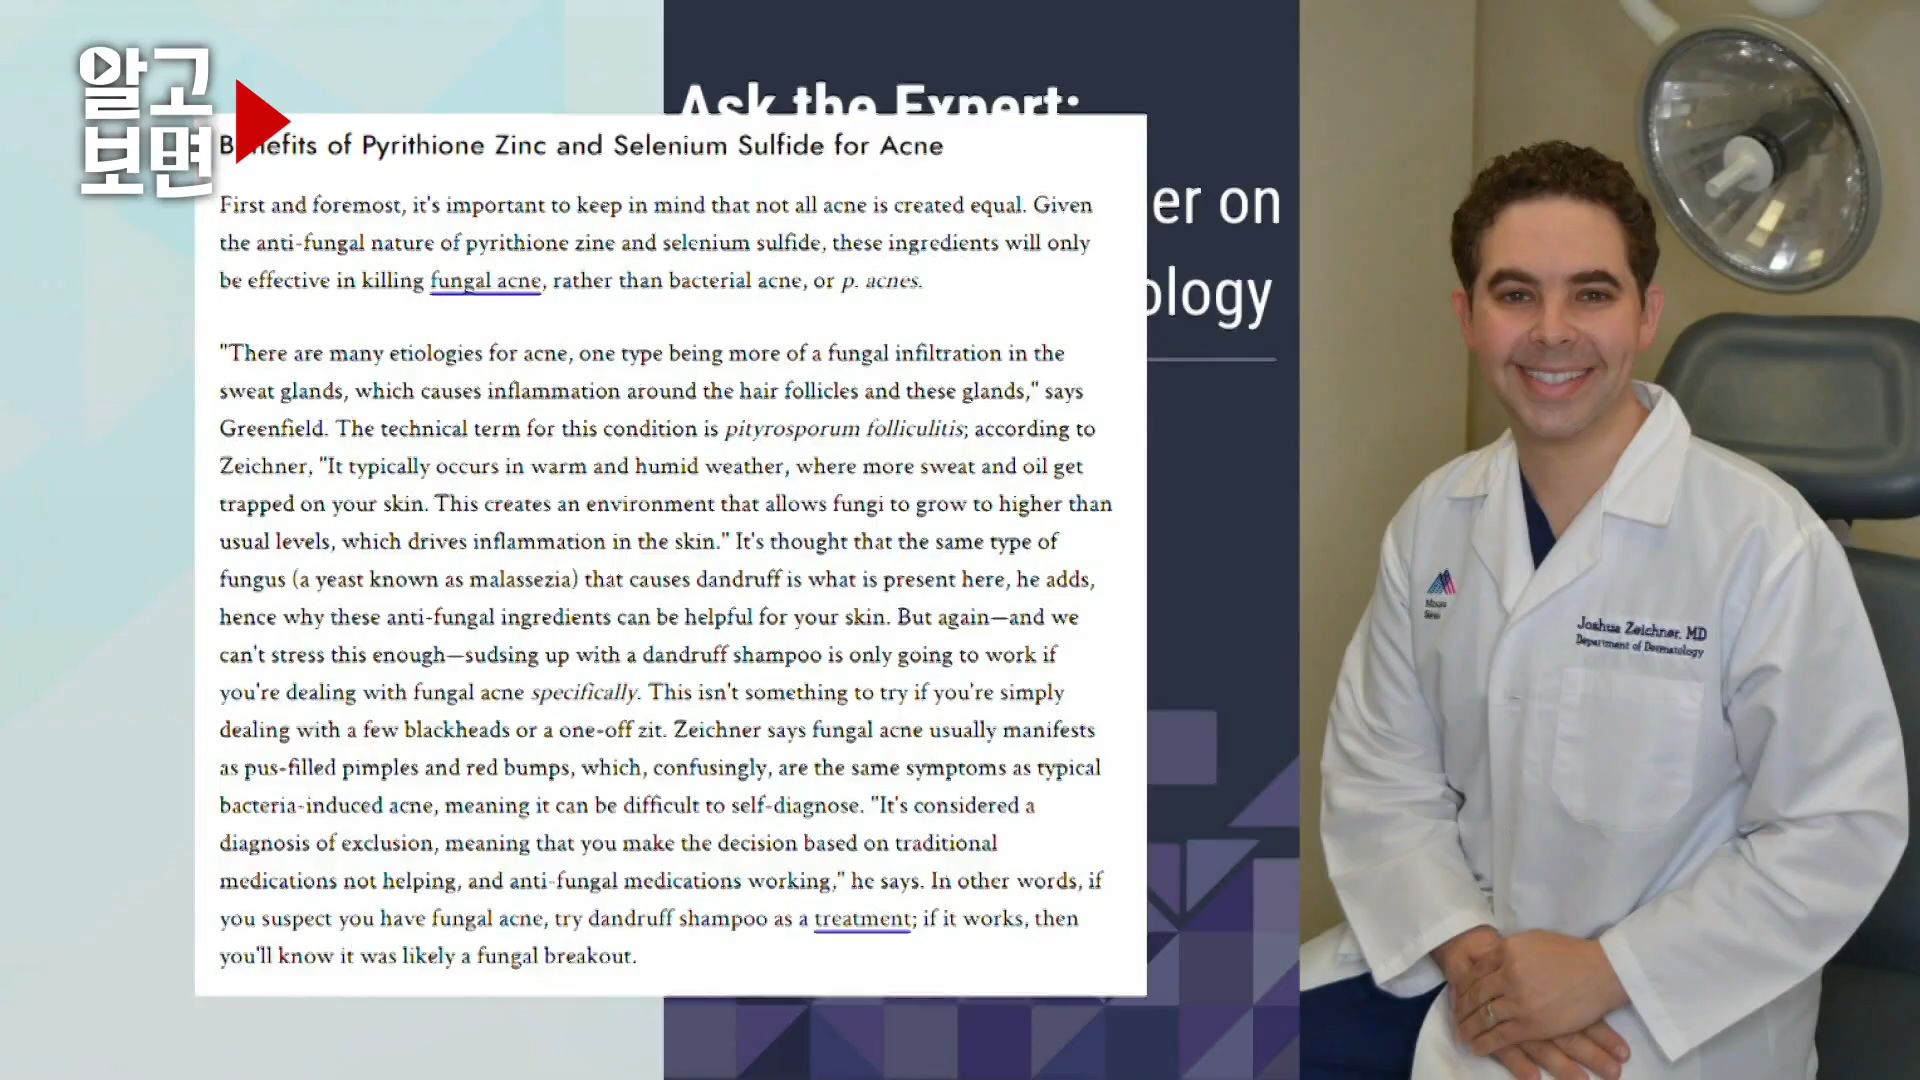 알고
보면
Ask the Expert:
er on
ology
Benefits of Pyrithione Zinc and Selenium Sulfide for Acne
First and foremost, it's important to keep in mind that not all acne is created equal. Given
the anti-fungal nature of pyrithione zinc and selenium sulfide, these ingredients will only
be effective in killing fungal acne, rather than bacterial acne, or p. acnes.
"There are many etiologies for acne, one type being more of a fungal infiltration in the
sweat glands, which causes inflammation around the hair follicles and these glands," says
Greenfield. The technical term for this condition is pityrosporum folliculitis; according to
Zeichner, "It typically occurs in warm and humid weather, where more sweat and oil get
trapped on your skin. This creates an environment that allows fungi to grow to higher than
usual levels, which drives inflammation in the skin." It's thought that the same type of
fungus (a yeast known as malassezia) that causes dandruff is what is present here, he adds,
hence why these anti-fungal ingredients can be helpful for your skin. But again—and we
can't stress this enough—sudsing up with a dandruff shampoo is only going to work if
you're dealing with fungal acne specifically. This isn't something to try if you're simply
dealing with a few blackheads or a one-off zit. Zeichner says fungal acne usually manifests
as pus-filled pimples and red bumps, which, confusingly, are the same symptoms as typical
bacteria-induced acne, meaning it can be difficult to self-diagnose. "It's considered a
diagnosis of exclusion, meaning that you make the decision based on traditional
medications not helping, and anti-fungal medications working," he says. In other words, if
you suspect you have fungal acne, try dandruff shampoo as a treatment; if it works, then
you'll know it was likely a fungal breakout.
Mount
Sinai
Joshua Zeichner, MD
Department of Dermatology